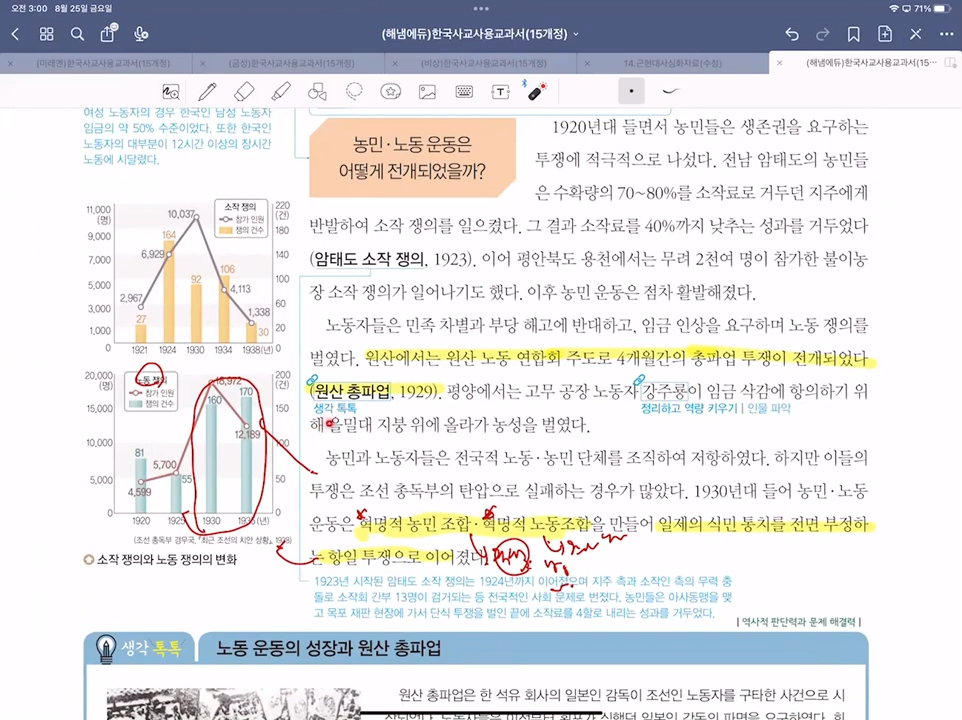 오전 3:00 8월 25일 금요일
71%
(해냄에듀)한국사교사용교과서(15개정)
(미래엔)한국사교사용교과서(15개정)
(금성)한국사교사용교과서(15개정)
(비상)한국사교사용교과서(15개정)
14.근현대사심화자료(수정)
(해냄에듀)한국사교사용교과서(15…
여성 노동자의 경우 한국인 남성 노동자
임금의 약 50% 수준이었다. 또한 한국인
노동자의 대부분이 12시간 이상의 장시간
노동에 시달렸다.
농민·노동 운동은
어떻게 전개되었을까?
1920년대 들면서 농민들은 생존권을 요구하는
투쟁에 적극적으로 나섰다. 전남 암태도의 농민들
은 수확량의 70~80%를 소작료로 거두던 지주에게
반발하여 소작 쟁의를 일으켰다. 그 결과 소작료를 40%까지 낮추는 성과를 거두었다
(암태도 소작 쟁의, 1923). 이어 평안북도 용천에서는 무려 2천여 명이 참가한 불이농
장 소작 쟁의가 일어나기도 했다. 이후 농민 운동은 점차 활발해졌다.
노동자들은 민족 차별과 부당 해고에 반대하고, 임금 인상을 요구하며 노동 쟁의를
벌였다. 원산에서는 원산 노동 연합회 주도로 4개월간의 총파업 투쟁이 전개되었다
(원산 총파업, 1929). 평양에서는 고무 공장 노동자 강주룡이 임금 삭감에 항의하기 위
생각 톡톡
정리하고 역량 키우기 | 인물 파악
해 을밀대 지붕 위에 올라가 농성을 벌였다.
농민과 노동자들은 전국적 노동·농민 단체를 조직하여 저항하였다. 하지만 이들의
투쟁은 조선 총독부의 탄압으로 실패하는 경우가 많았다. 1930년대 들어 농민·노동
운동은 혁명적 농민 조합·혁명적 노동조합을 만들어 일제의 식민 통치를 전면 부정하
는 항일 투쟁으로 이어졌다.
1923년 시작된 암태도 소작 쟁의는 1924년까지 이어졌으며 지주 측과 소작인 측의 무력 충
돌로 소작회 간부 13명이 검거되는 등 전국적인 사회 문제로 번졌다. 농민들은 아사동맹을 맺
고 목포 재판 현장에 가서 단식 투쟁을 벌인 끝에 소작료를 4할로 내리는 성과를 거두었다.
| 역사적 판단력과 문제 해결력 |
소작 쟁의
참가 인원
쟁의 건수
11,000
(명)
9,000
7,000
5,000
3,000
1,000
0
220
(건)
180
140
100
60
20
0
10,037
164
6,929
92
106
4,113
2,967
27
1,338
30
1921 1924 1930 1934 1938(년)
노동 쟁의
참가 인원
쟁의 건수
20,000
(명)
15,000
10,000
5,000
0
200
(건)
150
100
50
0
18,972
160
170
12,189
81
5,700
4,599
55
1920 1925 1930 1935(년)
(조선 총독부 경무국, 『최근 조선의 치안 상황』, 1938)
소작 쟁의와 노동 쟁의의 변화
생각 톡톡
노동 운동의 성장과 원산 총파업
원산 총파업은 한 석유 회사의 일본인 감독이 조선인 노동자를 구타한 사건으로 시